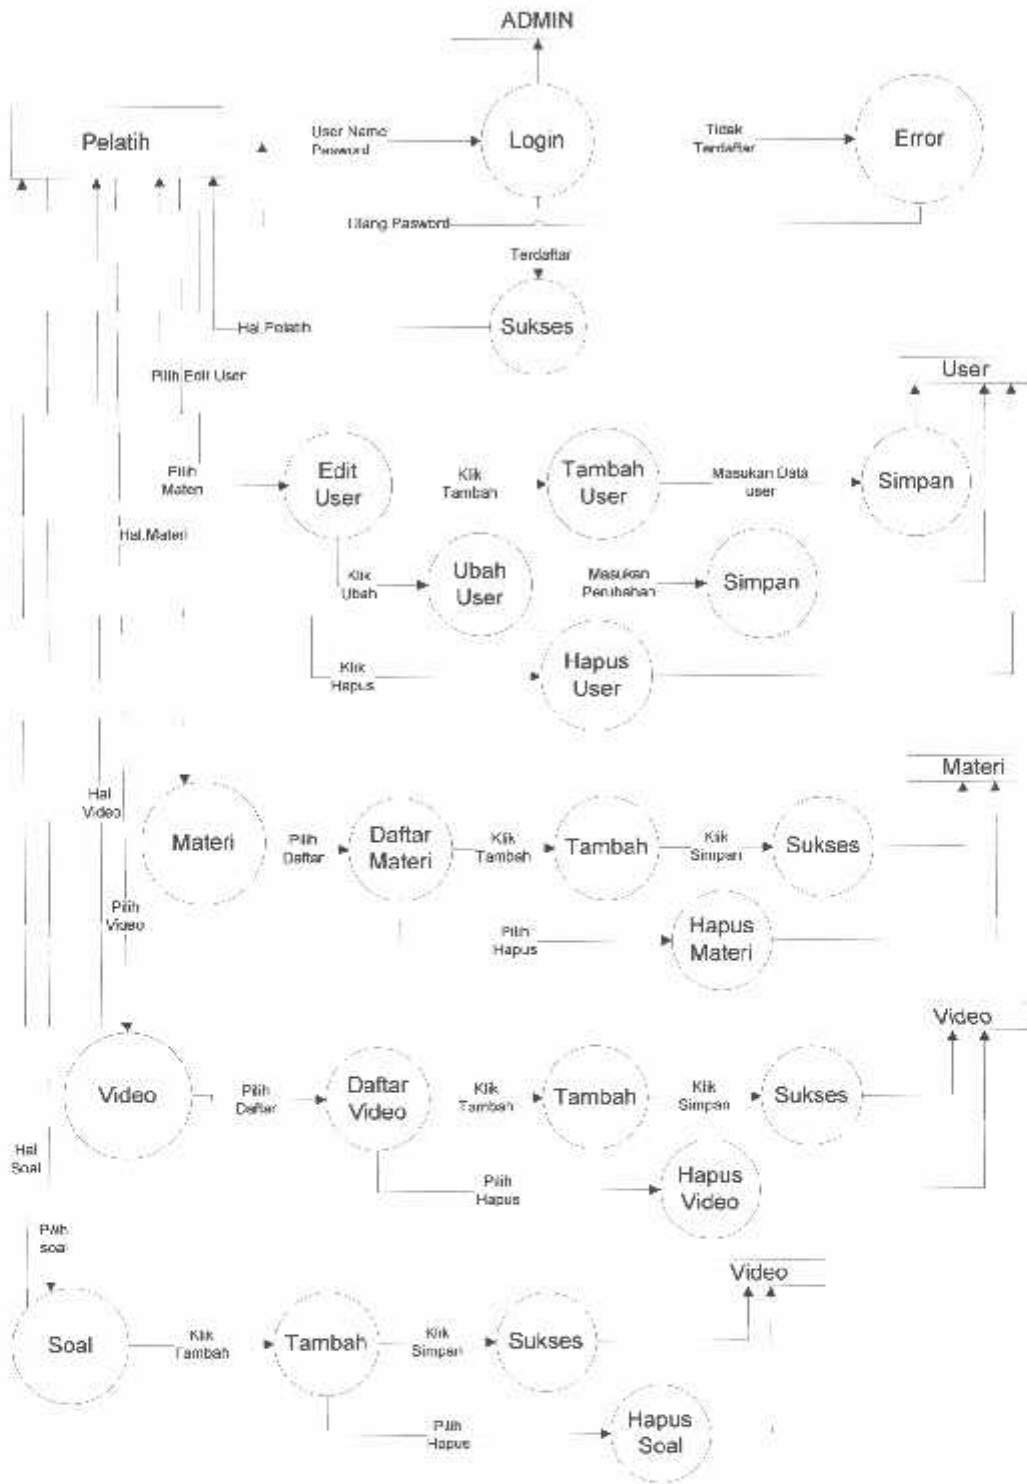 ADMIN
Pelatih
User Name
Pasword
Login
Tidak
Terdaftar
Error
Ulang Pasword
Terdaftar
Hal.Pelatih
Sukses
Pilih Edit User
User
Pilih
Materi
Edit
User
Klik
Tambah
Tambah
User
Masukan Data
user
Simpan
Hal.Materi
Klik
Ubah
Ubah
User
Masukan
Perubahan
Simpan
Klik
Hapus
Hapus
User
Materi
Hal
Video
Materi
Pilih
Daftar
Daftar
Materi
Klik
Tambah
Tambah
Klik
Simpan
Sukses
Pilih
Video
Pilih
Hapus
Hapus
Materi
Video
Video
Pilih
Daftar
Daftar
Video
Klik
Tambah
Tambah
Klik
Simpan
Sukses
Hal
Soal
Pilih
Hapus
Hapus
Video
Pilih
soal
Video
Soal
Klik
Tambah
Tambah
Klik
Simpan
Sukses
Pilih
Hapus
Hapus
Soal